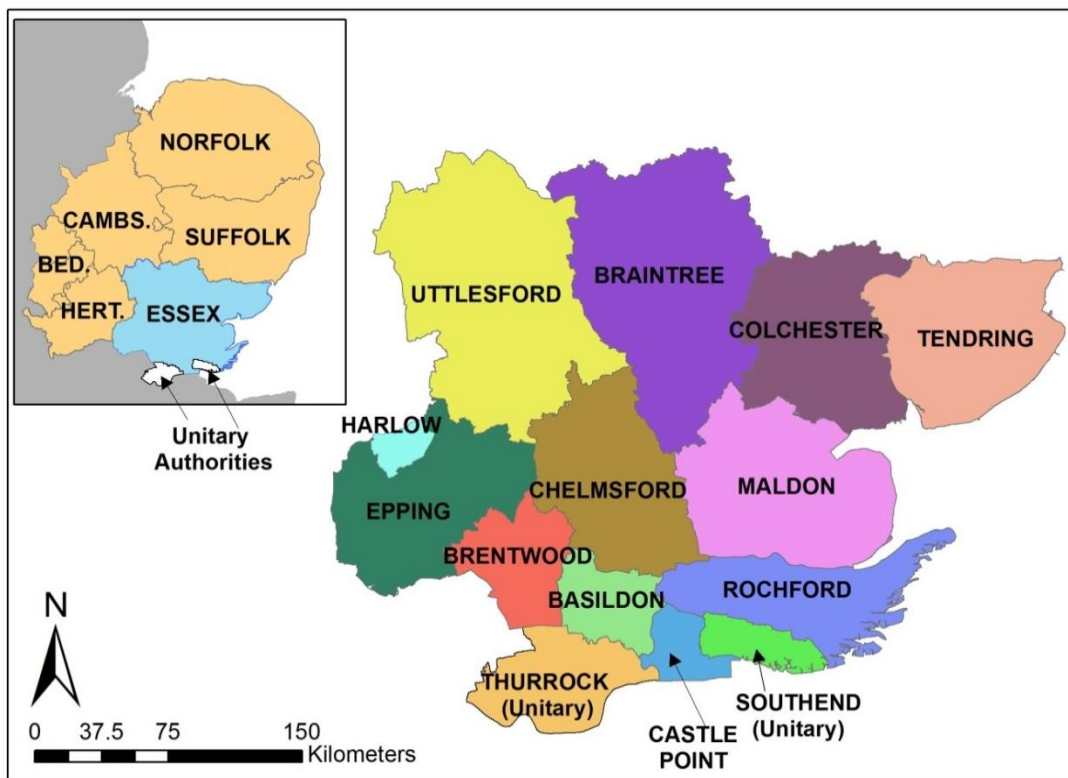 NORFOLK
CAMBS.
SUFFOLK
BED.
HERT.
ESSEX
Unitary
Authorities
UTTLESFORD
BRAINTREE
COLCHESTER
TENDRING
HARLOW
EPPING
CHELMSFORD
MALDON
BRENTWOOD
BASILDON
ROCHFORD
THURROCK
(Unitary)
CASTLE
POINT
SOUTHEND
(Unitary)
N
0 37.5 75 150
Kilometers